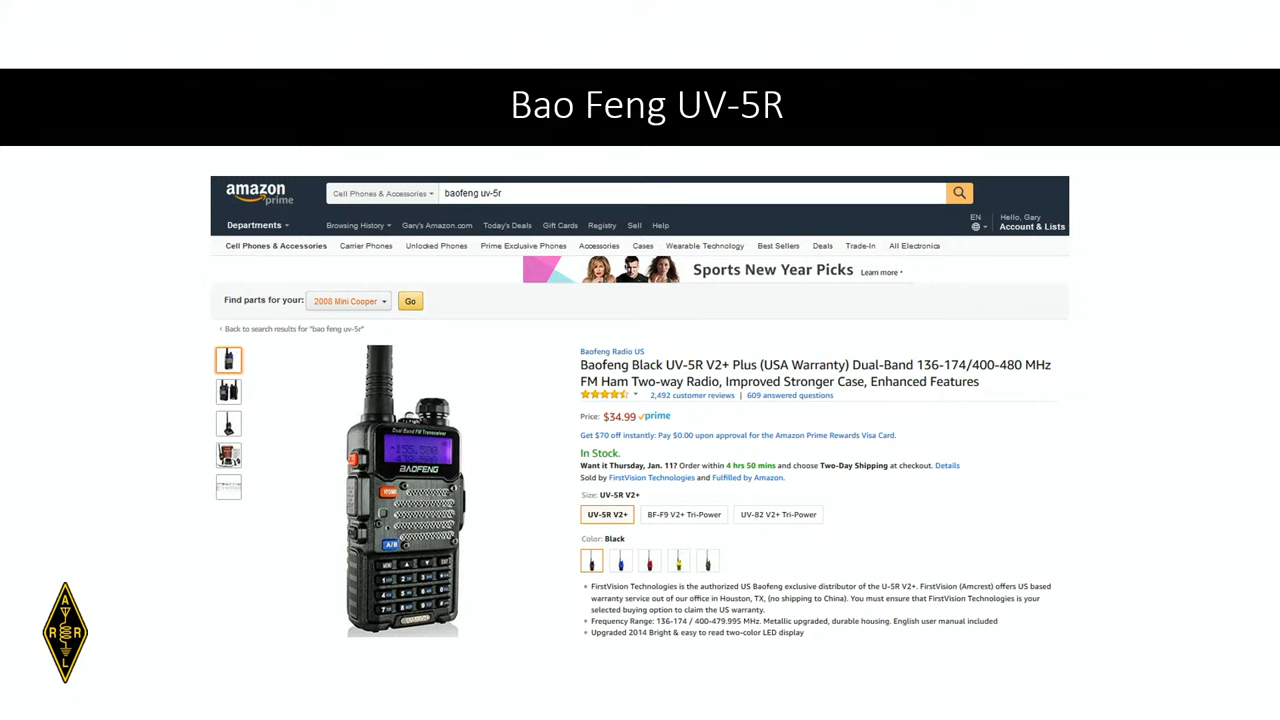 Bao Feng UV-5R
amazon
prime
Cell Phones & Accessories
baofeng uv-5r
Departments
Browsing History
Gary's Amazon.com
Today's Deals
Gift Cards
Registry
Sell
Help
EN
Hello, Gary
Account & Lists
Cell Phones & Accessories
Carrier Phones
Unlocked Phones
Prime Exclusive Phones
Accessories
Cases
Wearable Technology
Best Sellers
Deals
Trade-In
All Electronics
Sports New Year Picks
Learn more
Find parts for your:
2008 Mini Cooper
Go
‹ Back to search results for "bao feng uv-5r"
Baofeng Radio US
Baofeng Black UV-5R V2+ Plus (USA Warranty) Dual-Band 136-174/400-480 MHz
FM Ham Two-way Radio, Improved Stronger Case, Enhanced Features
2,492 customer reviews | 609 answered questions
Price: $34.99 prime
Get $70 off instantly: Pay $0.00 upon approval for the Amazon Prime Rewards Visa Card.
In Stock.
Want it Thursday, Jan. 11? Order within 4 hrs 50 mins and choose Two-Day Shipping at checkout. Details
Sold by FirstVision Technologies and Fulfilled by Amazon.
Size: UV-5R V2+
UV-5R V2+
BF-F9 V2+ Tri-Power
UV-82 V2+ Tri-Power
Color: Black
• FirstVision Technologies is the authorized US Baofeng exclusive distributor of the U-5R V2+. FirstVision (Amcrest) offers US based
warranty service out of our office in Houston, TX, (no shipping to China). You must ensure that FirstVision Technologies is your
selected buying option to claim the US warranty.
• Frequency Range: 136-174 / 400-479.995 MHz. Metallic upgraded, durable housing. English user manual included
• Upgraded 2014 Bright & easy to read two-color LED display
Dual Band FM Transceiver
BAOFENG
A/B
MENU
EXIT
A
R R
L